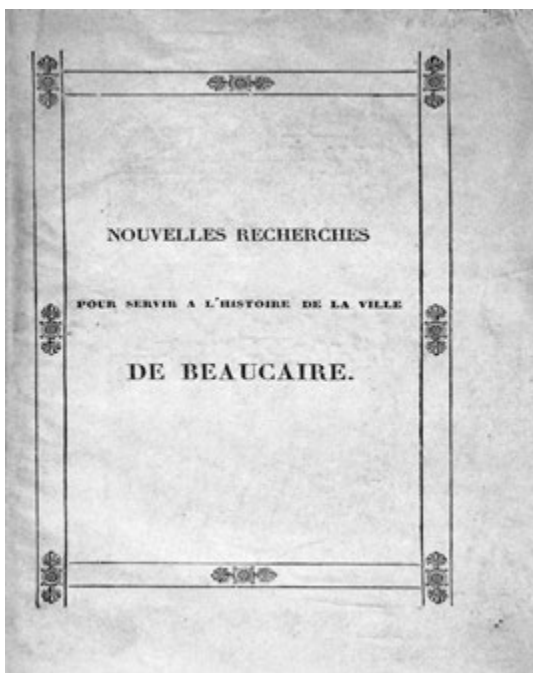 NOUVELLES RECHERCHES
POUR SERVIR A L'HISTOIRE DE LA VILLE
DE BEAUCAIRE.